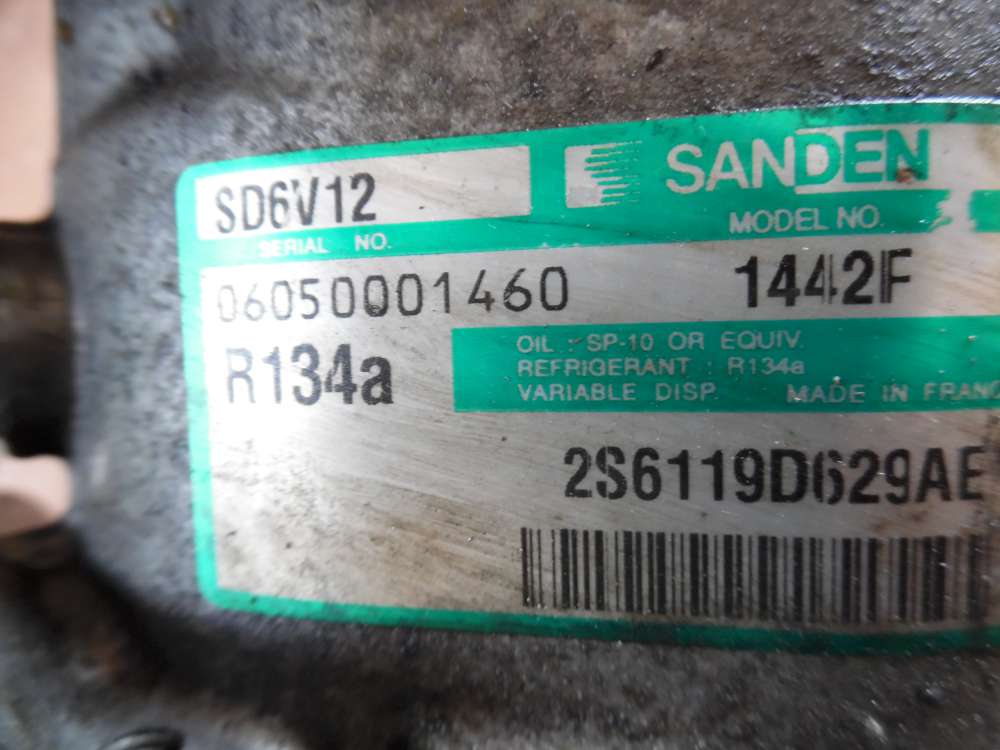 SD6V12
SANDEN
SERIAL NO.
MODEL NO.
06050001460
1442F
R134a
OIL : SP-10 OR EQUIV.
REFRIGERANT : R134a
VARIABLE DISP. MADE IN FRANC
2S6119D629AE